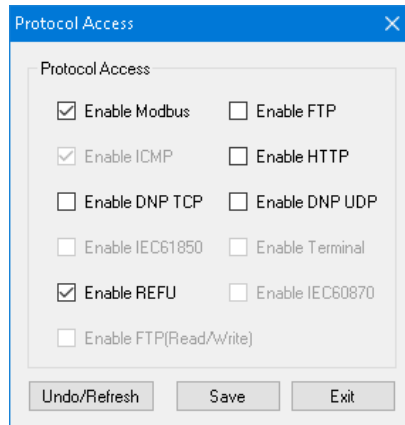 Protocol Access
Protocol Access
Enable Modbus
Enable FTP
Enable ICMP
Enable HTTP
Enable DNP TCP
Enable DNP UDP
Enable IEC61850
Enable Terminal
Enable REFU
Enable IEC60870
Enable FTP(Read/Write)
Undo/Refresh
Save
Exit